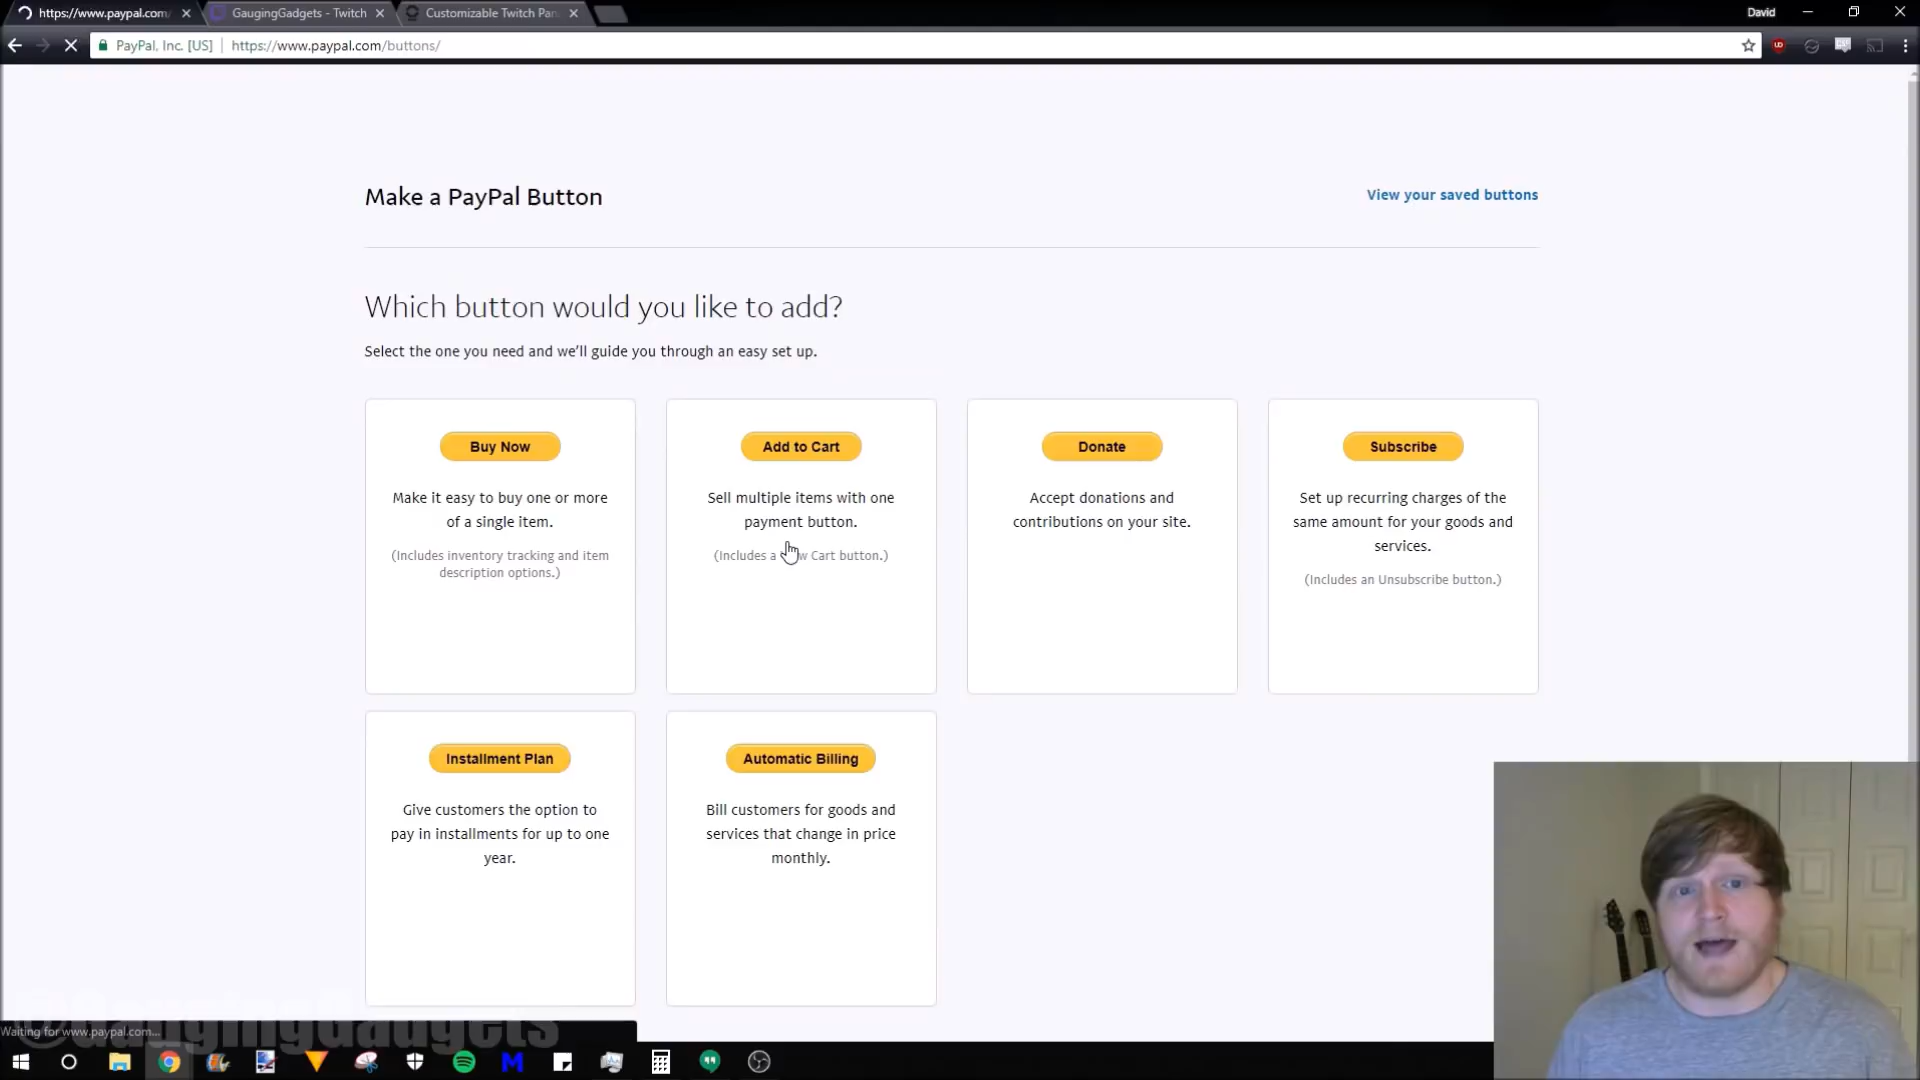 https://www.paypal.com/
GaugingGadgets - Twitch
Customizable Twitch Pan
David
PayPal, Inc. [US]
https://www.paypal.com/buttons/
Make a PayPal Button
View your saved buttons
Which button would you like to add?
Select the one you need and we'll guide you through an easy set up.
Buy Now
Make it easy to buy one or more
of a single item.
(Includes inventory tracking and item
description options.)
Add to Cart
Sell multiple items with one
payment button.
(Includes a w Cart button.)
Donate
Accept donations and
contributions on your site.
Subscribe
Set up recurring charges of the
same amount for your goods and
services.
(Includes an Unsubscribe button.)
Installment Plan
Give customers the option to
pay in installments for up to one
year.
Automatic Billing
Bill customers for goods and
services that change in price
monthly.
@GaugingGadgets
Waiting for www.paypal.com...